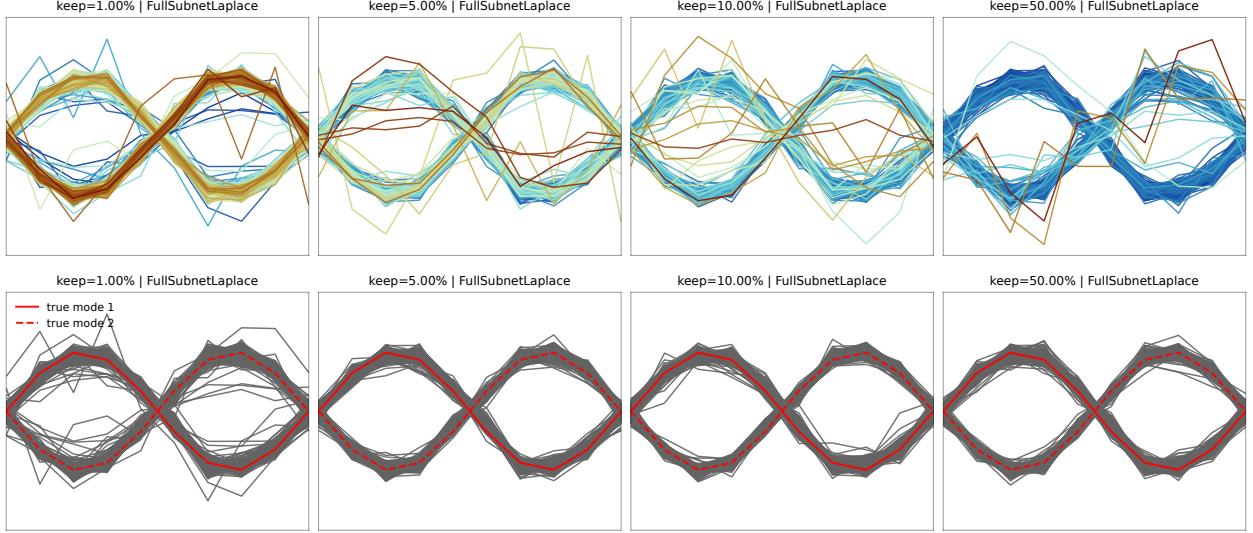 keep=1.00% | FullSubnetLaplace
keep=5.00% | FullSubnetLaplace
keep=10.00% | FullSubnetLaplace
keep=50.00% | FullSubnetLaplace
keep=1.00% | FullSubnetLaplace
keep=5.00% | FullSubnetLaplace
keep=10.00% | FullSubnetLaplace
keep=50.00% | FullSubnetLaplace
true mode 1
true mode 2